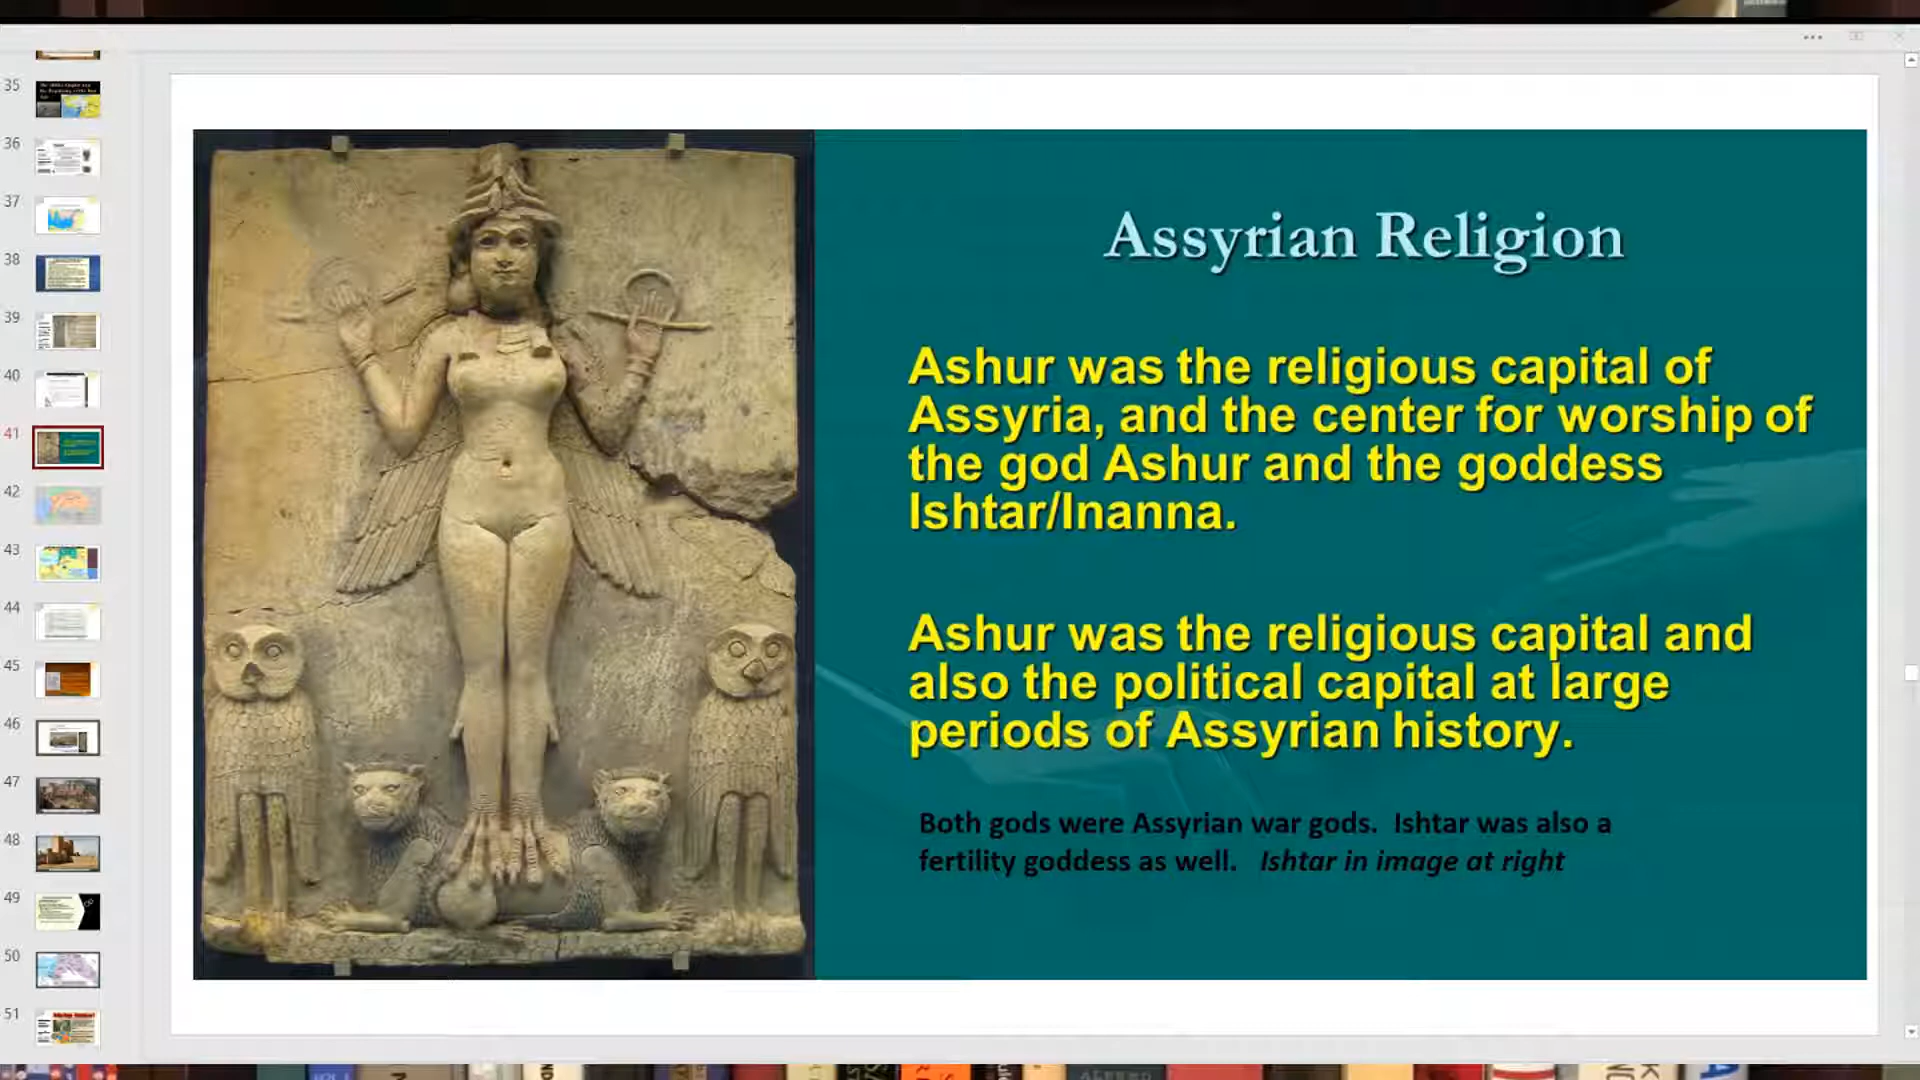 35
36
37
38
39
40
41
42
43
44
45
46
47
48
49
50
51
Assyrian Religion
Ashur was the religious capital of
Assyria, and the center for worship of
the god Ashur and the goddess
Ishtar/Inanna.
Ashur was the religious capital and
also the political capital at large
periods of Assyrian history.
Both gods were Assyrian war gods.  Ishtar was also a
fertility goddess as well.   Ishtar in image at right